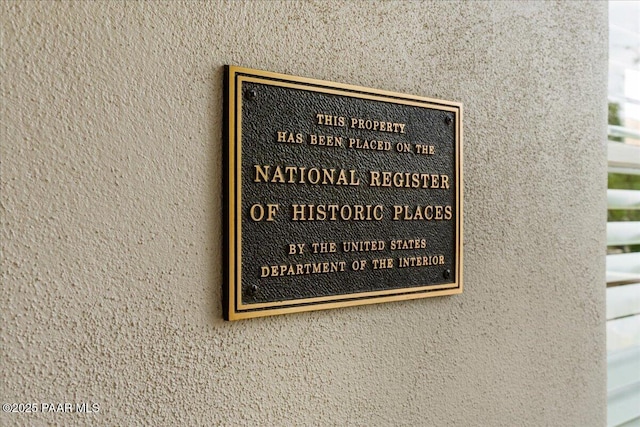 THIS PROPERTY
HAS BEEN PLACED ON THE
NATIONAL REGISTER
OF HISTORIC PLACES
BY THE UNITED STATES
DEPARTMENT OF THE INTERIOR
©2025 PAAR MLS